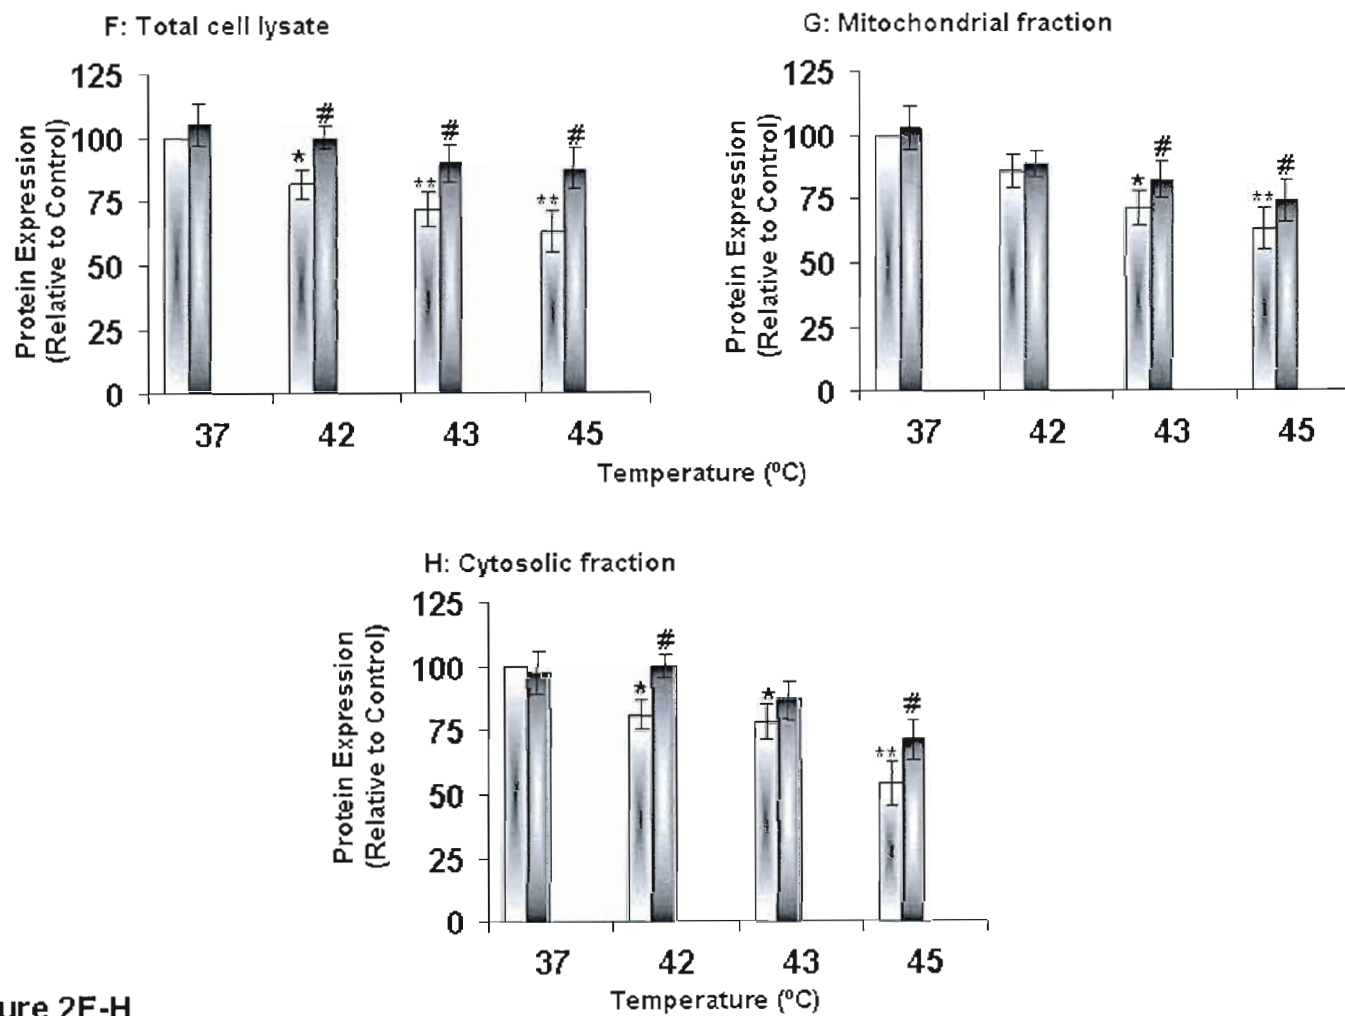 F: Total cell lysate
G: Mitochondrial fraction
Protein Expression
(Relative to Control)
125
100
75
50
25
0
*
#
**
#
**
#
37 42 43 45
Protein Expression
(Relative to Control)
125
100
75
50
25
0
*
#
**
#
37 42 43 45
Temperature (ºC)
H: Cytosolic fraction
Protein Expression
(Relative to Control)
125
100
75
50
25
0
*
#
*
**
#
37 42 43 45
Temperature (ºC)
ure 2F-H